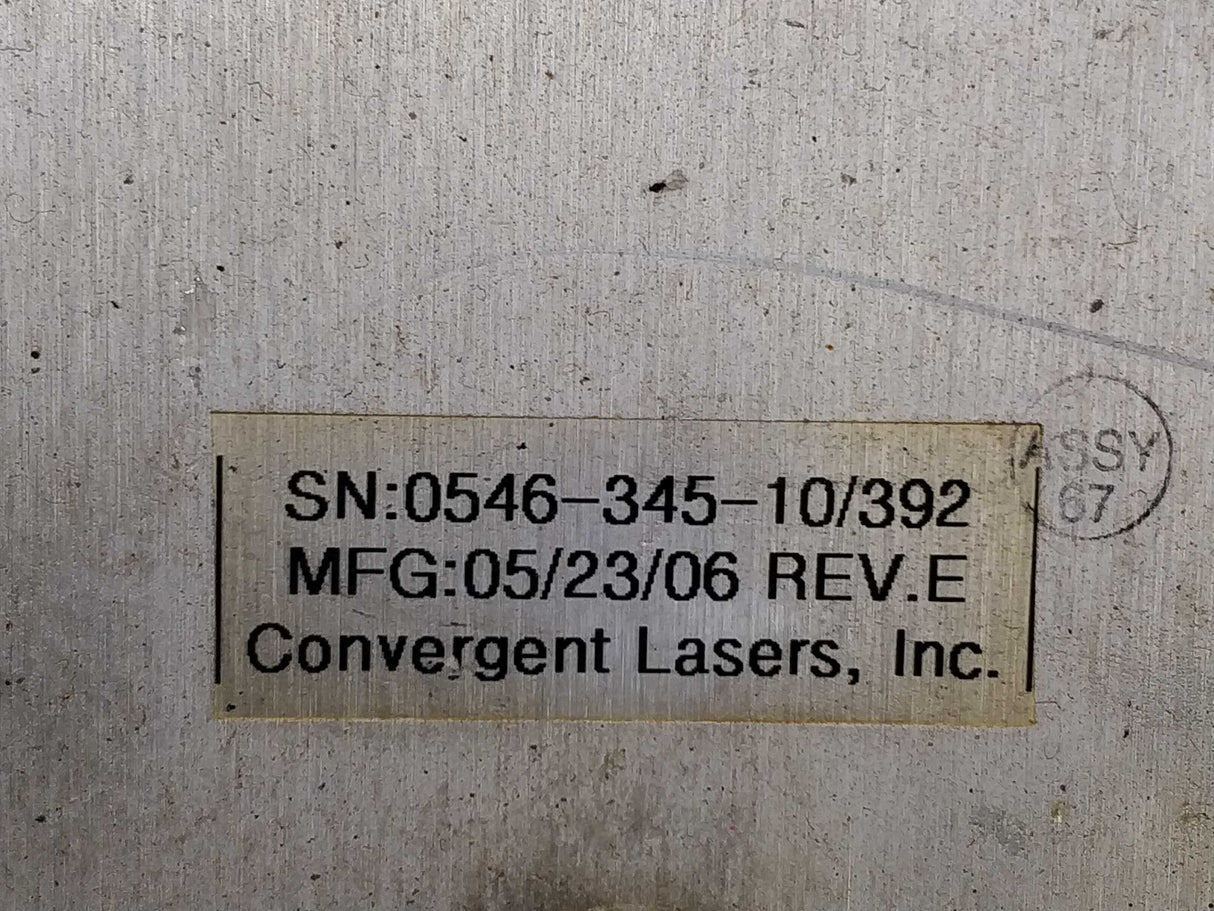 SN:0546-345-10/392
MFG:05/23/06 REV.E
Convergent Lasers, Inc.
ASSY
67